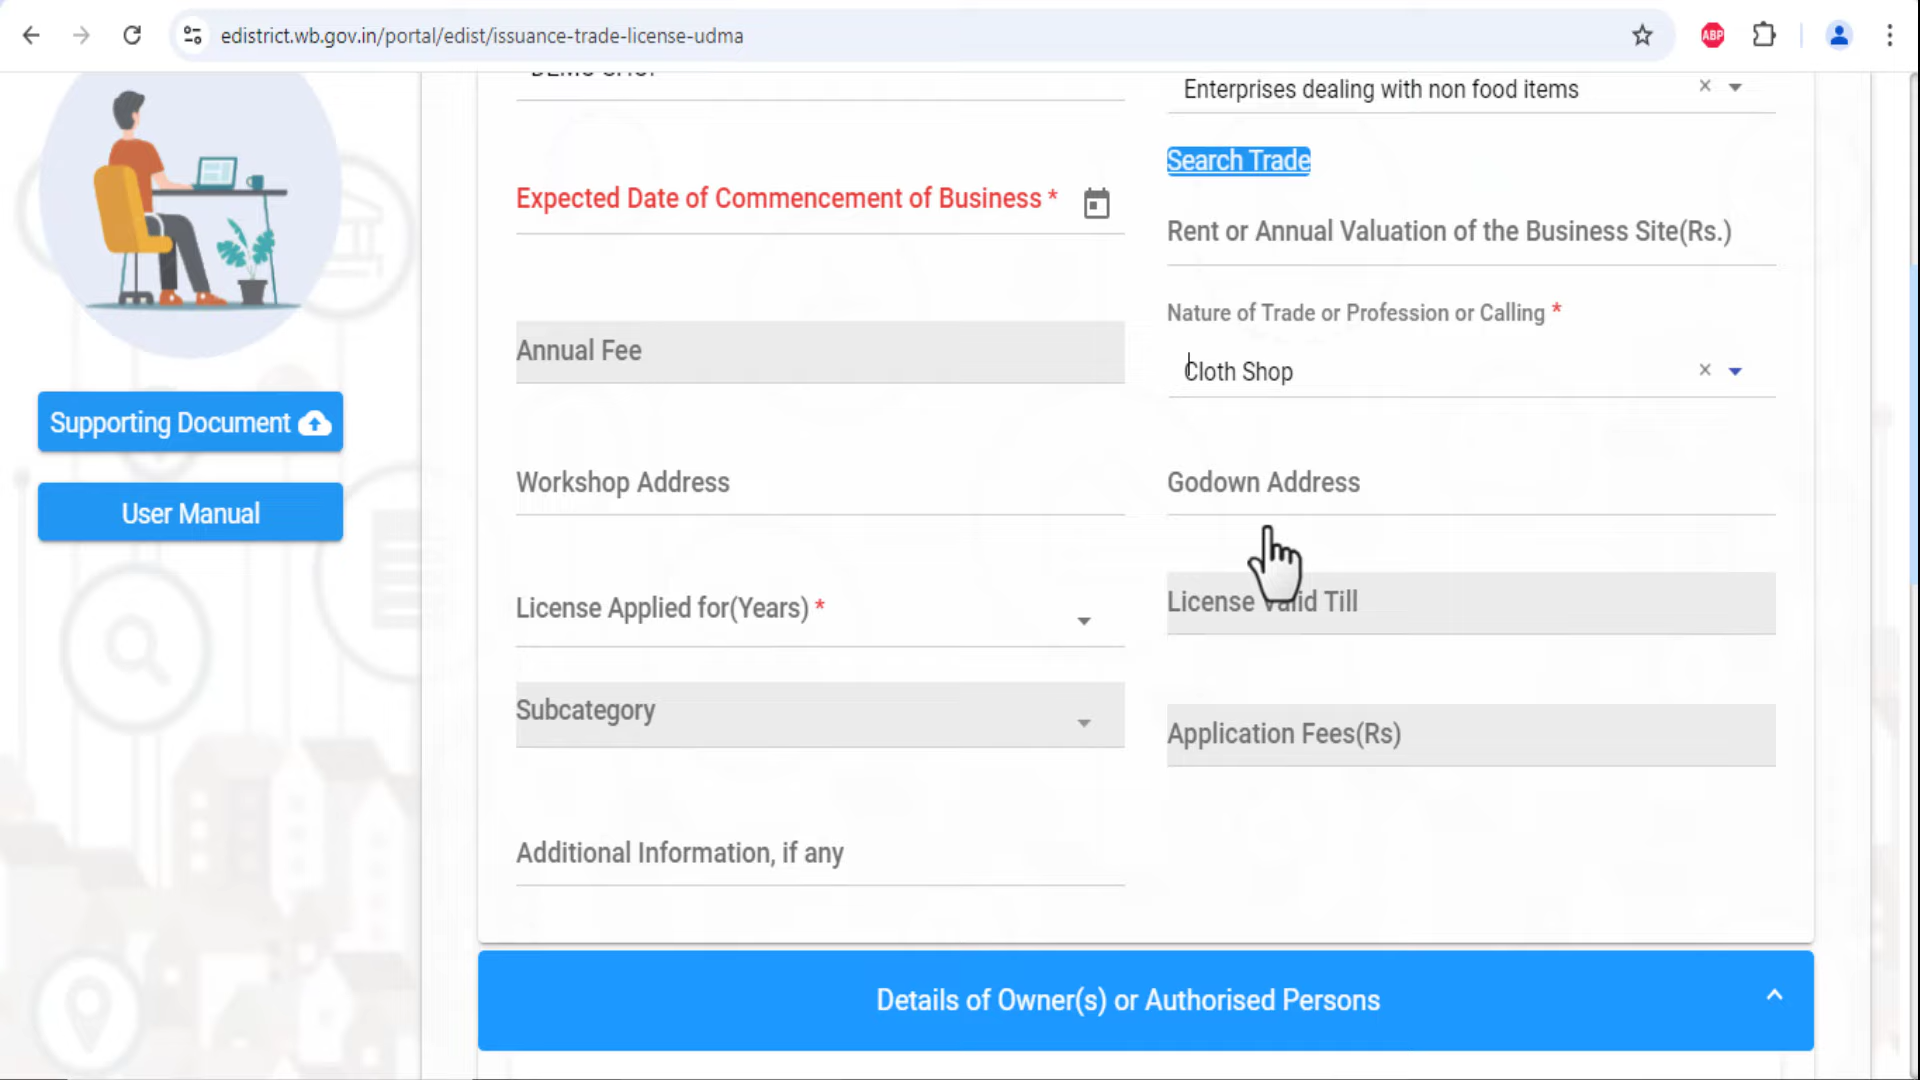 edistrict.wb.gov.in/portal/edist/issuance-trade-license-udma
ABP
Enterprises dealing with non food items
Search Trade
Expected Date of Commencement of Business *
Rent or Annual Valuation of the Business Site(Rs.)
Nature of Trade or Profession or Calling *
Annual Fee
Cloth Shop
Supporting Document
Workshop Address
Godown Address
User Manual
License Applied for(Years) *
License Valid Till
Subcategory
Application Fees(Rs)
Additional Information, if any
Details of Owner(s) or Authorised Persons